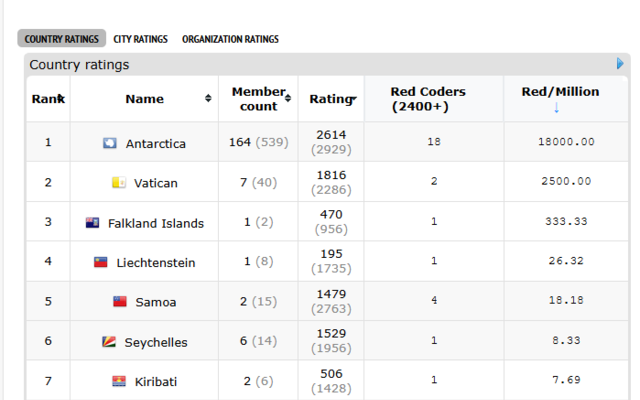 COUNTRY RATINGS CITY RATINGS ORGANIZATION RATINGS
Country ratings
Rank Name Member count Rating Red Coders (2400+) Red/Million ↓
1 Antarctica 164 (539) 2614 (2929) 18 18000.00
2 Vatican 7 (40) 1816 (2286) 2 2500.00
3 Falkland Islands 1 (2) 470 (956) 1 333.33
4 Liechtenstein 1 (8) 195 (1735) 1 26.32
5 Samoa 2 (15) 1479 (2763) 4 18.18
6 Seychelles 6 (14) 1529 (1956) 1 8.33
7 Kiribati 2 (6) 506 (1428) 1 7.69